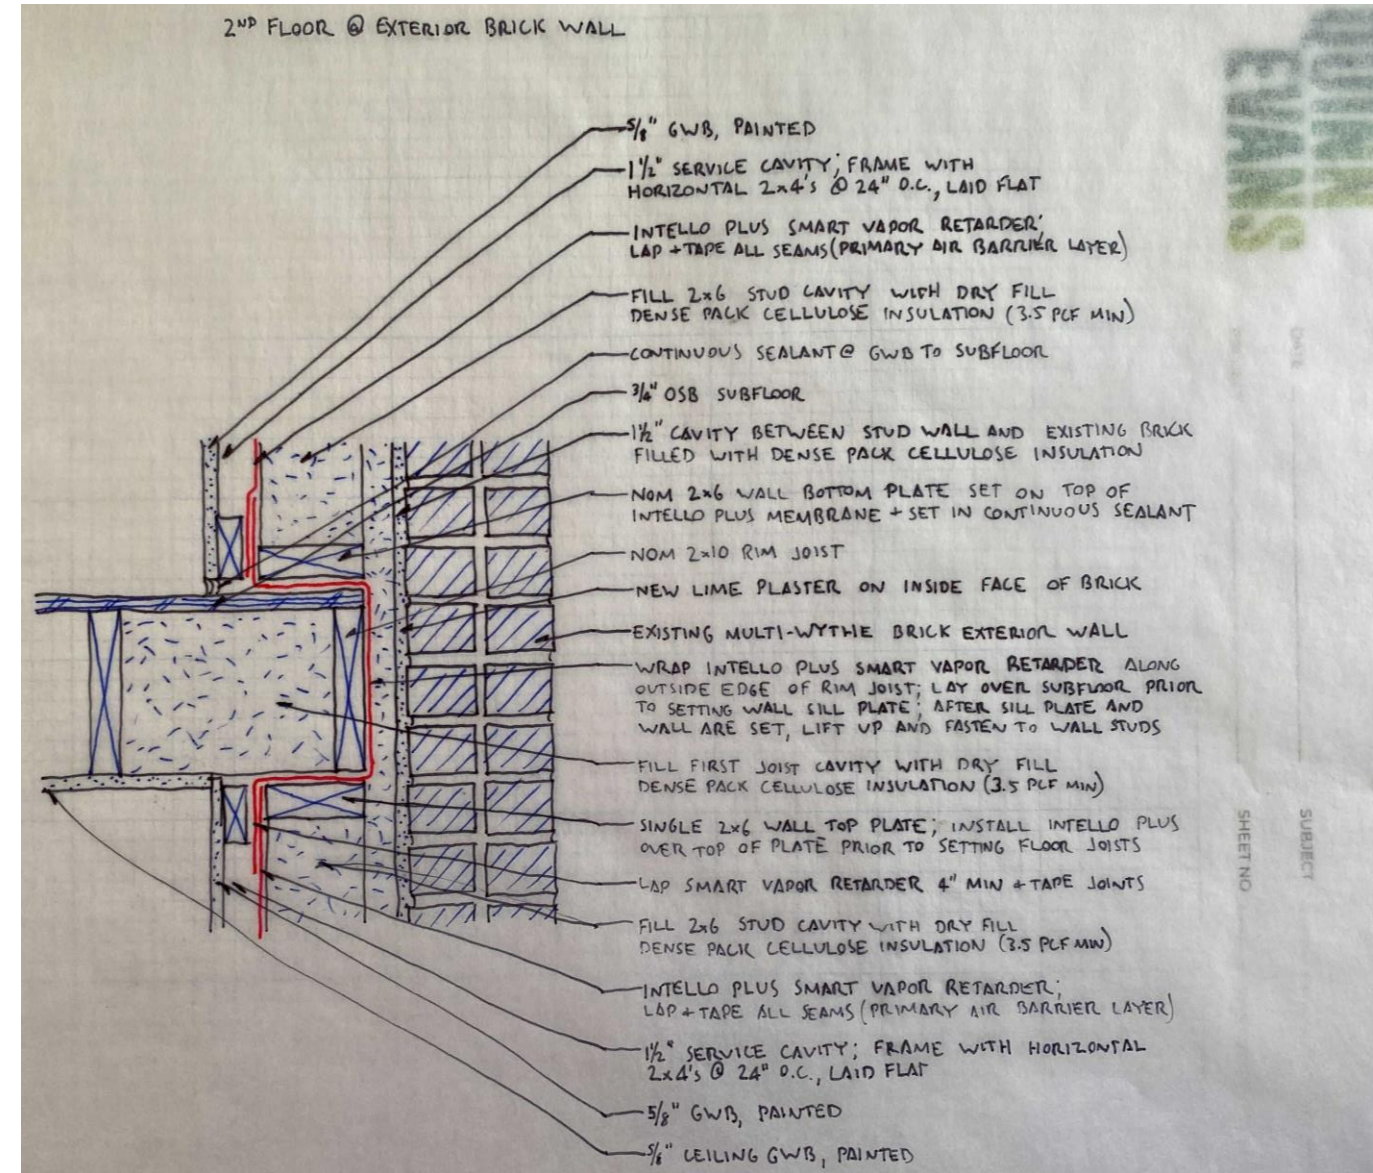 2ND FLOOR @ EXTERIOR BRICK WALL
5/8" GWB, PAINTED
1 1/2" SERVICE CAVITY; FRAME WITH
HORIZONTAL 2x4's @ 24" O.C., LAID FLAT
INTELLO PLUS SMART VAPOR RETARDER;
LAP + TAPE ALL SEAMS (PRIMARY AIR BARRIER LAYER)
FILL 2x6 STUD CAVITY WITH DRY FILL
DENSE PACK CELLULOSE INSULATION (3.5 PCF MIN)
CONTINUOUS SEALANT @ GWB TO SUBFLOOR
3/4" OSB SUBFLOOR
1 1/2" CAVITY BETWEEN STUD WALL AND EXISTING BRICK
FILLED WITH DENSE PACK CELLULOSE INSULATION
NOM 2x6 WALL BOTTOM PLATE SET ON TOP OF
INTELLO PLUS MEMBRANE + SET IN CONTINUOUS SEALANT
NOM 2x10 RIM JOIST
NEW LIME PLASTER ON INSIDE FACE OF BRICK
EXISTING MULTI-WYTHE BRICK EXTERIOR WALL
WRAP INTELLO PLUS SMART VAPOR RETARDER ALONG
OUTSIDE EDGE OF RIM JOIST; LAY OVER SUBFLOOR PRIOR
TO SETTING WALL SILL PLATE; AFTER SILL PLATE AND
WALL ARE SET, LIFT UP AND FASTEN TO WALL STUDS
FILL FIRST JOIST CAVITY WITH DRY FILL
DENSE PACK CELLULOSE INSULATION (3.5 PCF MIN)
SINGLE 2x6 WALL TOP PLATE; INSTALL INTELLO PLUS
OVER TOP OF PLATE PRIOR TO SETTING FLOOR JOISTS
LAP SMART VAPOR RETARDER 4" MIN + TAPE JOINTS
FILL 2x6 STUD CAVITY WITH DRY FILL
DENSE PACK CELLULOSE INSULATION (3.5 PCF MIN)
INTELLO PLUS SMART VAPOR RETARDER;
LAP + TAPE ALL SEAMS (PRIMARY AIR BARRIER LAYER)
1 1/2" SERVICE CAVITY; FRAME WITH HORIZONTAL
2x4's @ 24" O.C., LAID FLAT
5/8" GWB, PAINTED
5/8" CEILING GWB, PAINTED
QUINN
EVANS
DATE
SUBJECT
SHEET NO